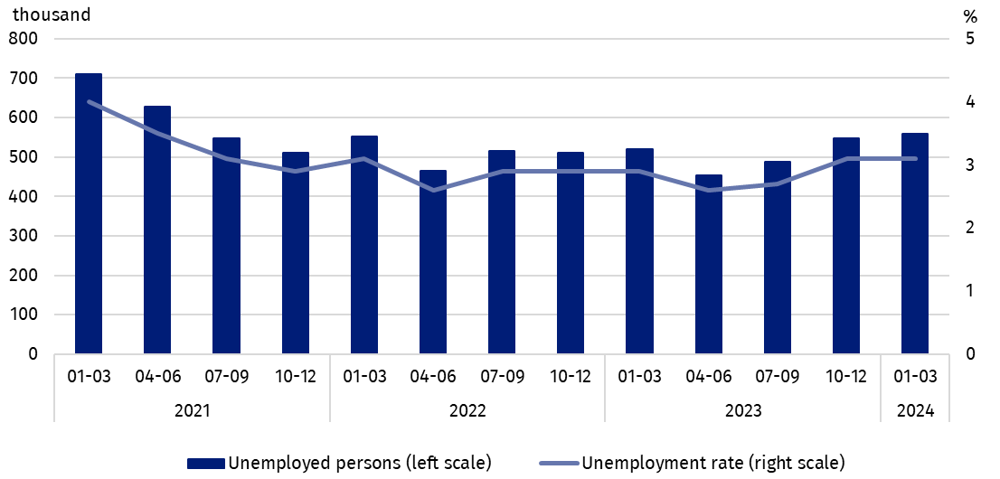 thousand %
800 5
700
600 4
500
400 3
300 2
200
100 1
0 0
01-03 04-06 07-09 10-12 01-03 04-06 07-09 10-12 01-03 04-06 07-09 10-12 01-03
2021 2022 2023 2024
Unemployed persons (left scale) Unemployment rate (right scale)